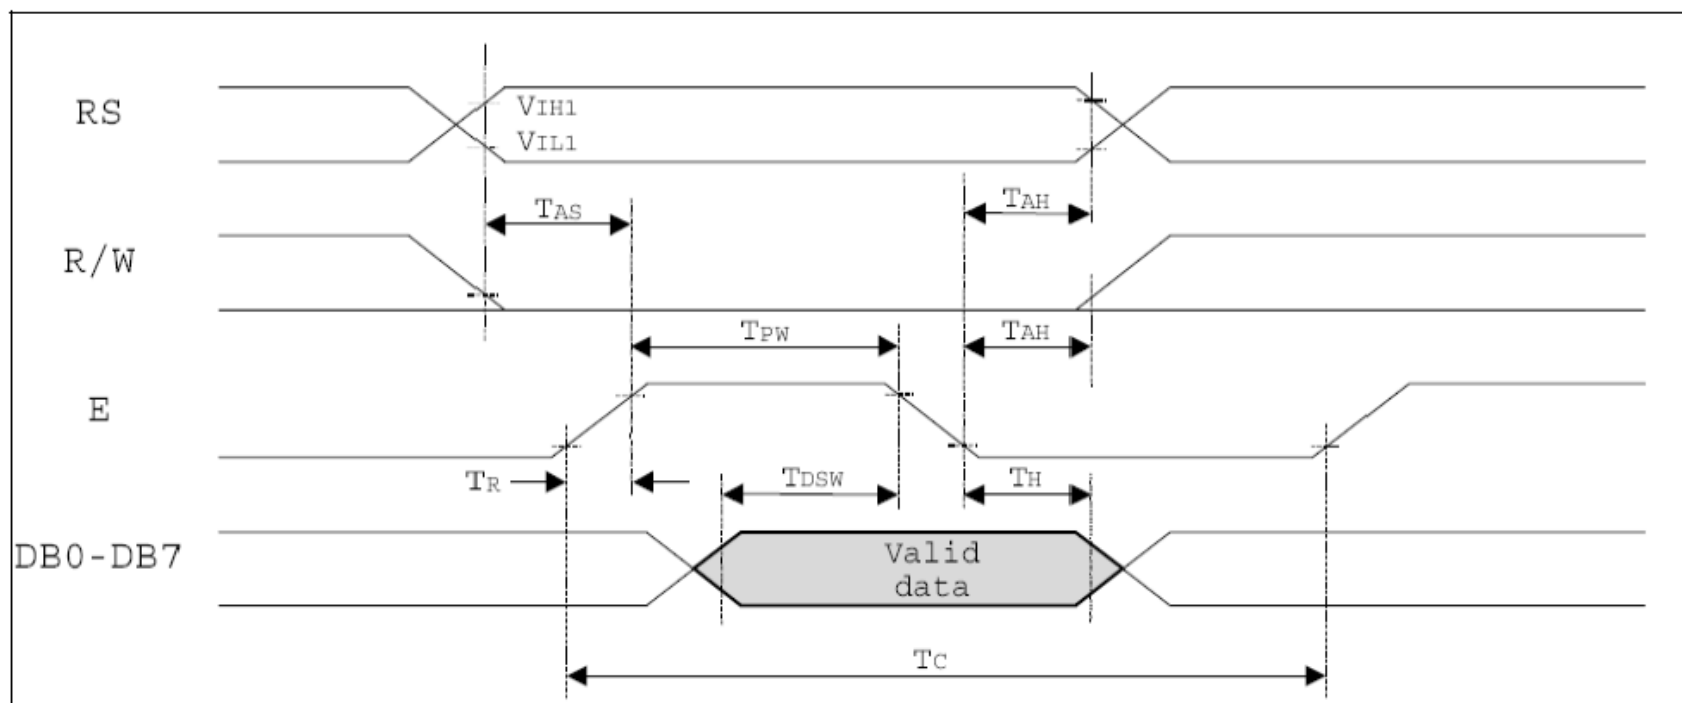 RS
VIH1
VIL1
TAS
TAH
R/W
TPW
TAH
E
TR
TDSW
TH
DB0-DB7
Valid
data
TC